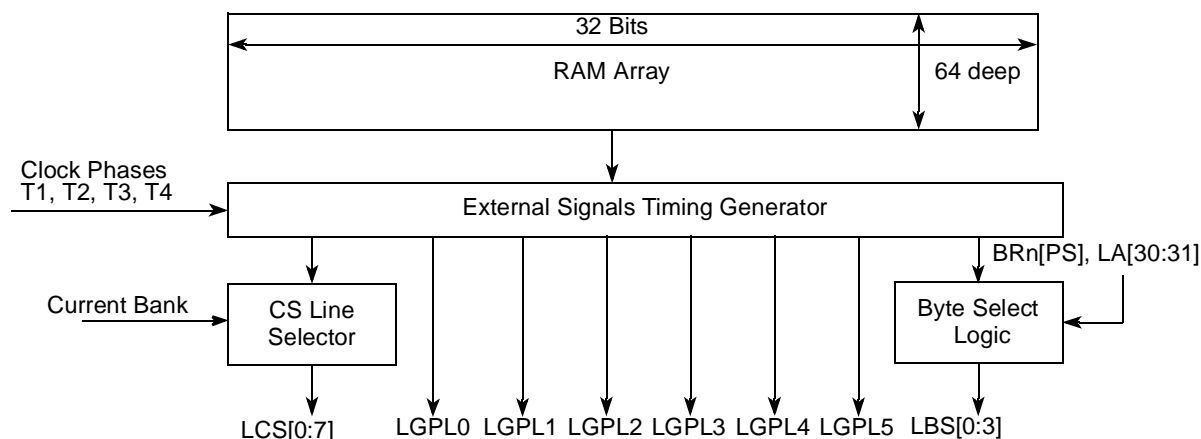 32 Bits
RAM Array
64 deep
Clock Phases
T1, T2, T3, T4
External Signals Timing Generator
BRn[PS], LA[30:31]
Current Bank
CS Line
Selector
Byte Select
Logic
LCS[0:7]
LGPL0
LGPL1
LGPL2
LGPL3
LGPL4
LGPL5
LBS[0:3]